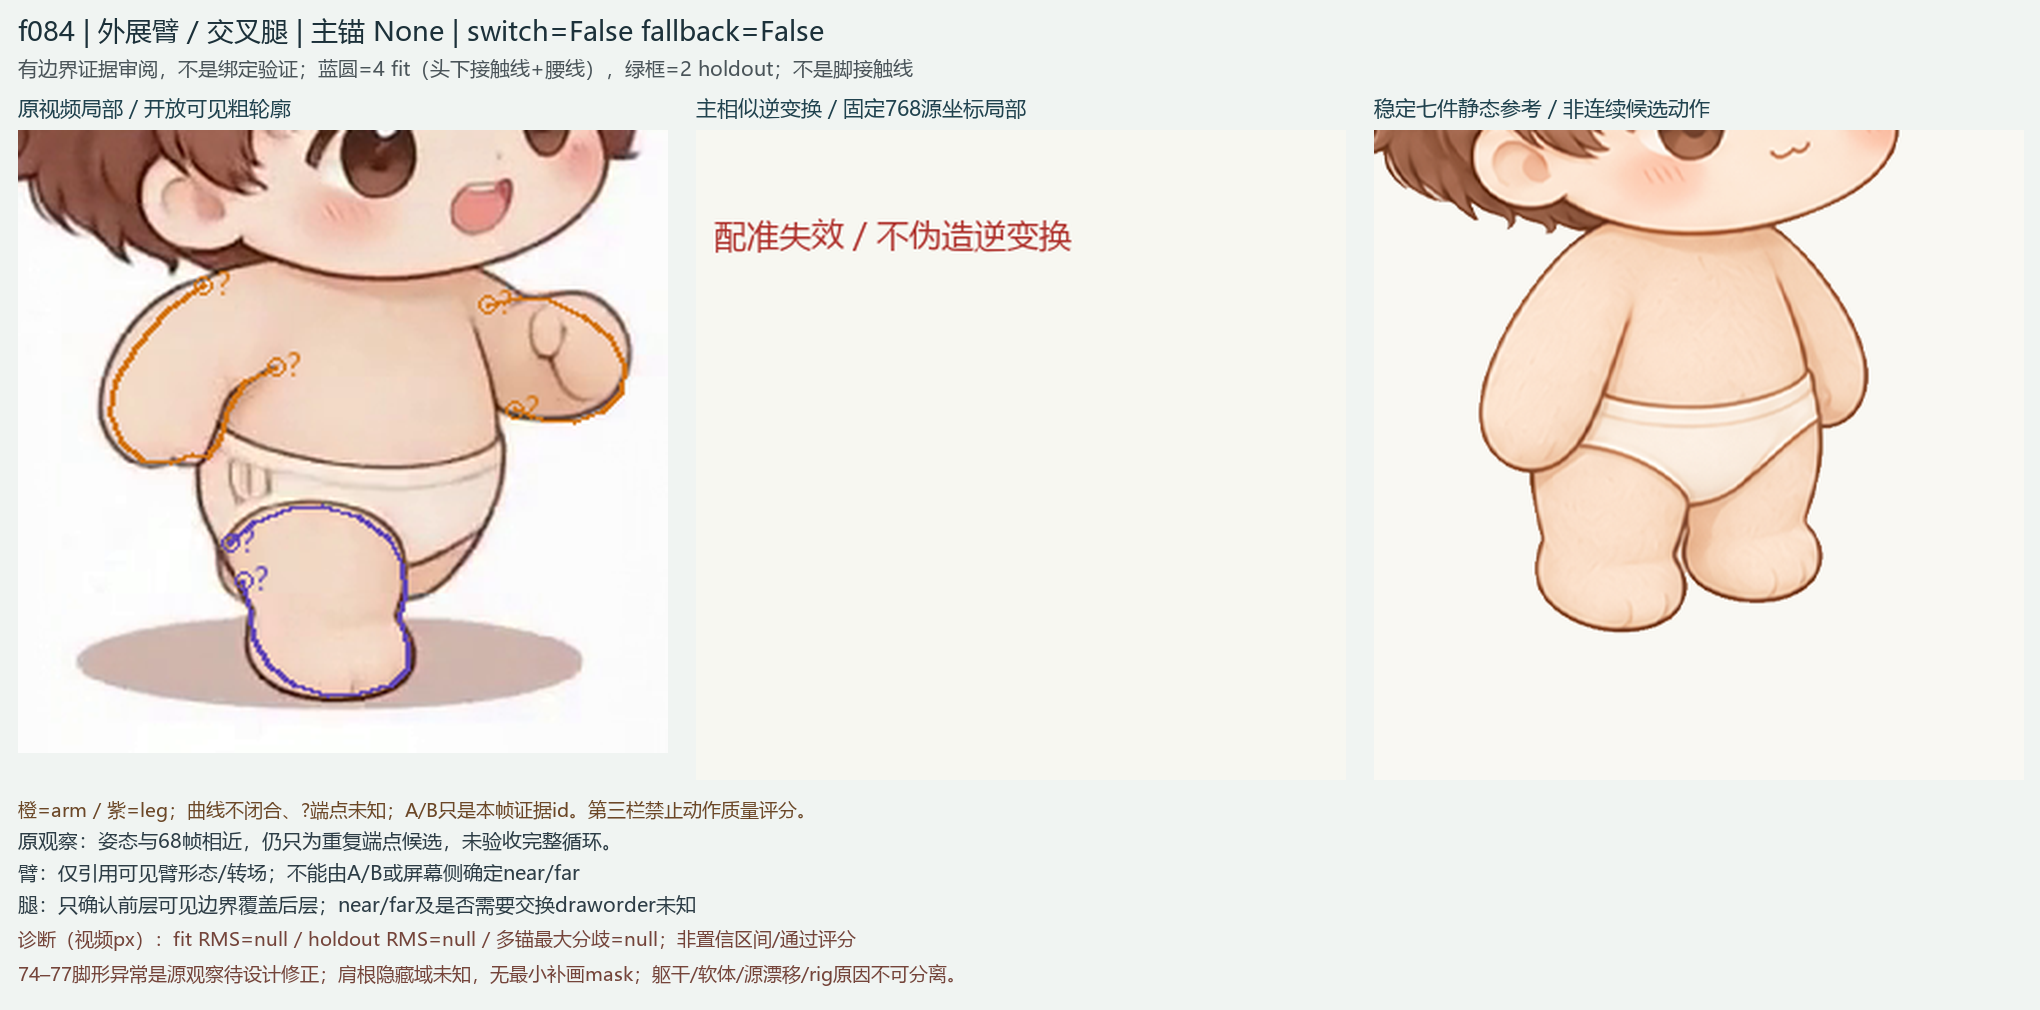 f084 | 外展臂 / 交叉腿 | 主锚 None | switch=False fallback=False
有边界证据审阅，不是绑定验证；蓝圆=4 fit（头下接触线+腰线），绿框=2 holdout；不是脚接触线
原视频局部 / 开放可见粗轮廓
主相似逆变换 / 固定768源坐标局部
稳定七件静态参考 / 非连续候选动作
?
?
?
?
?
?
配准失效 / 不伪造逆变换
橙=arm / 紫=leg；曲线不闭合、?端点未知；A/B只是本帧证据id。第三栏禁止动作质量评分。
原观察：姿态与68帧相近，仍只为重复端点候选，未验收完整循环。
臂：仅引用可见臂形态/转场；不能由A/B或屏幕侧确定near/far
腿：只确认前层可见边界覆盖后层；near/far及是否需要交换draworder未知
诊断（视频px）：fit RMS=null / holdout RMS=null / 多锚最大分歧=null；非置信区间/通过评分
74–77脚形异常是源观察待设计修正；肩根隐藏域未知，无最小补画mask；躯干/软体/源漂移/rig原因不可分离。